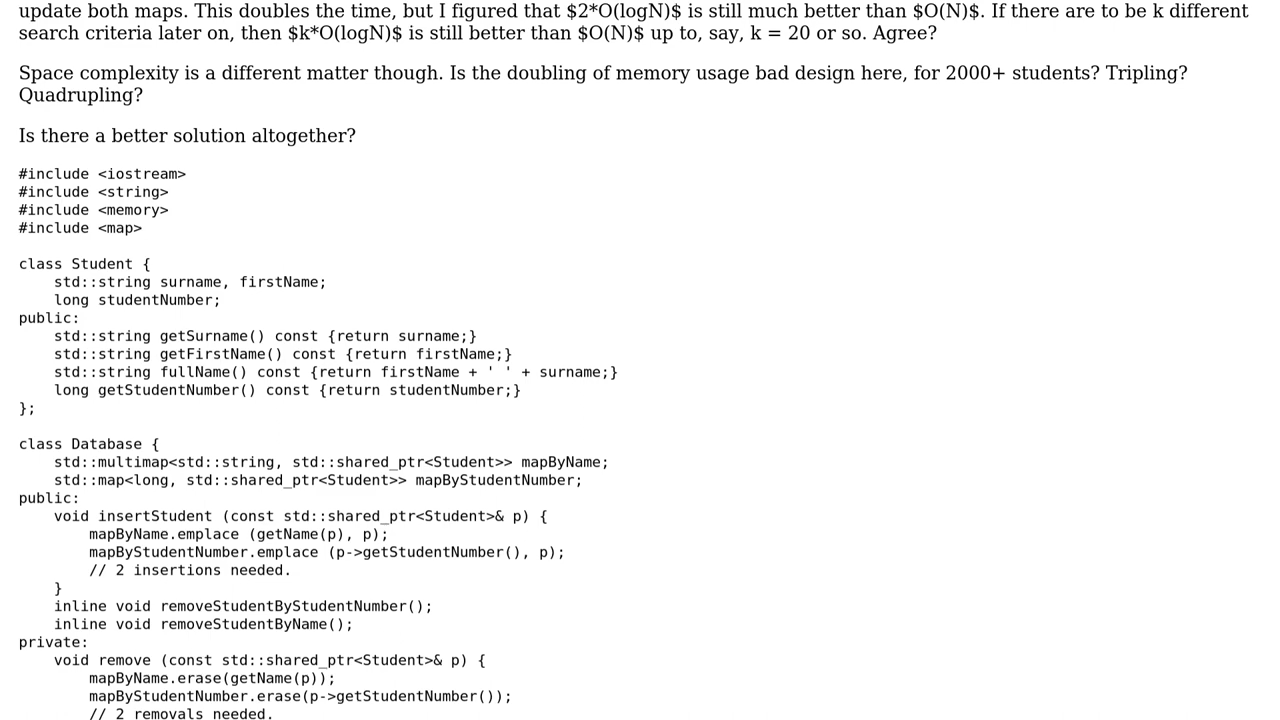 update both maps. This doubles the time, but I figured that $2*O(logN)$ is still much better than $O(N)$. If there are to be k different
search criteria later on, then $k*O(logN)$ is still better than $O(N)$ up to, say, k = 20 or so. Agree?
Space complexity is a different matter though. Is the doubling of memory usage bad design here, for 2000+ students? Tripling?
Quadrupling?
Is there a better solution altogether?
#include <iostream>
#include <string>
#include <memory>
#include <map>
class Student {
    std::string surname, firstName;
    long studentNumber;
public:
    std::string getSurname() const {return surname;}
    std::string getFirstName() const {return firstName;}
    std::string fullName() const {return firstName + ' ' + surname;}
    long getStudentNumber() const {return studentNumber;}
};
class Database {
    std::multimap<std::string, std::shared_ptr<Student>> mapByName;
    std::map<long, std::shared_ptr<Student>> mapByStudentNumber;
public:
    void insertStudent (const std::shared_ptr<Student>& p) {
        mapByName.emplace (getName(p), p);
        mapByStudentNumber.emplace (p->getStudentNumber(), p);
        // 2 insertions needed.
    }
    inline void removeStudentByStudentNumber();
    inline void removeStudentByName();
private:
    void remove (const std::shared_ptr<Student>& p) {
        mapByName.erase(getName(p));
        mapByStudentNumber.erase(p->getStudentNumber());
        // 2 removals needed.